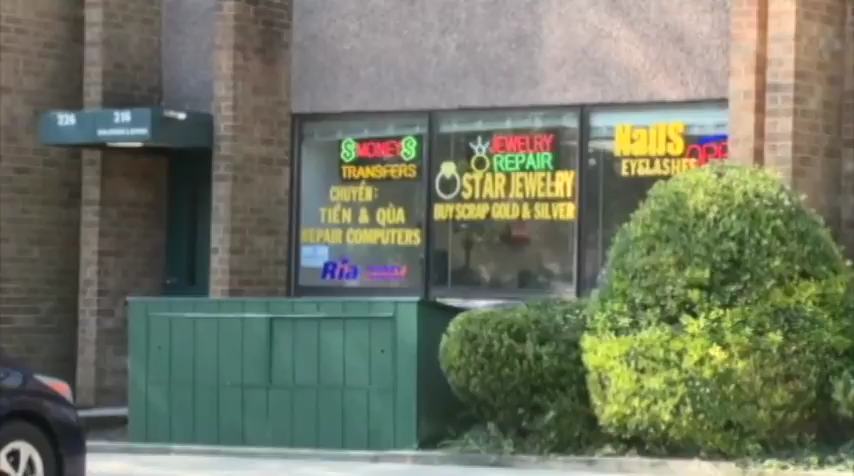 226 216
$ MONEY $
TRANSFERS
CHUYỂN:
TIỀN & QÙA
REPAIR COMPUTERS
Ria
JEWELRY
REPAIR
STAR JEWELRY
BUY SCRAP GOLD & SILVER
Nails
EYELASHES